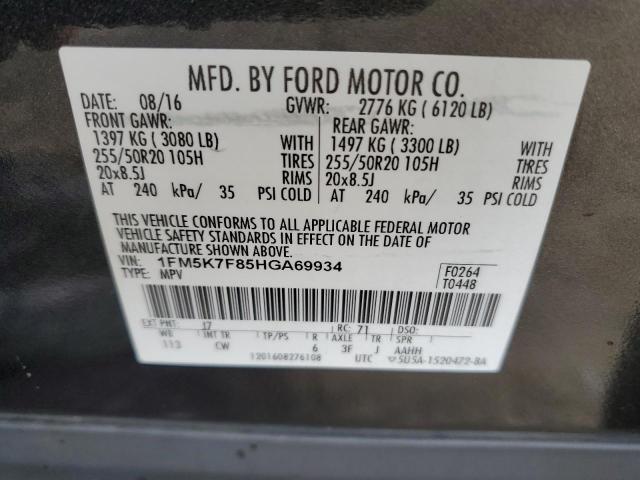 MFD. BY FORD MOTOR CO.
DATE: 08/16 GVWR: 2776 KG ( 6120 LB)
FRONT GAWR: REAR GAWR:
1397 KG ( 3080 LB) WITH 1497 KG ( 3300 LB) WITH
255/50R20 105H TIRES 255/50R20 105H TIRES
20x8.5J RIMS 20x8.5J RIMS
AT 240 kPa/ 35 PSI COLD AT 240 kPa/ 35 PSI COLD
THIS VEHICLE CONFORMS TO ALL APPLICABLE FEDERAL MOTOR
VEHICLE SAFETY STANDARDS IN EFFECT ON THE DATE OF
MANUFACTURE SHOWN ABOVE.
VIN: 1FM5K7F85HGA69934 F0264
TYPE: MPV T0448
EXT PNT: 17 RC: 71 DSO:
WB INT TR TP/PS R AXLE TR SPR
113 CW 6 3F J AAHH
1201608276108 UTC 5U5A-1520472-BA